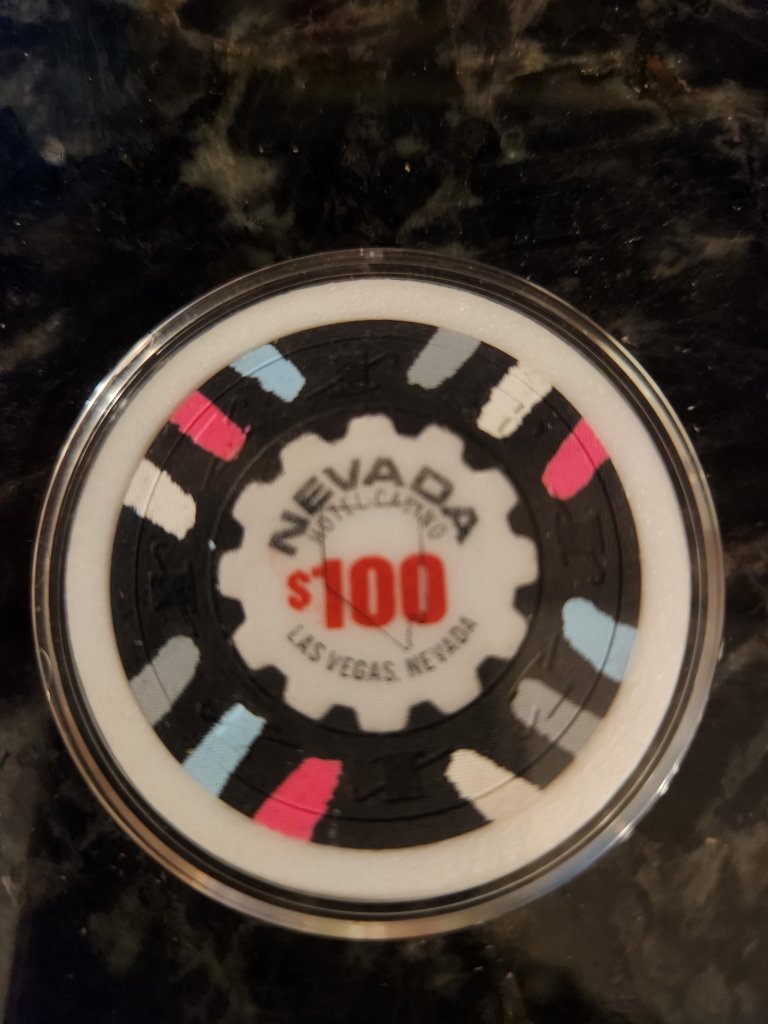 NEVADA
HOTEL-CASINO
$100
LAS VEGAS, NEVADA